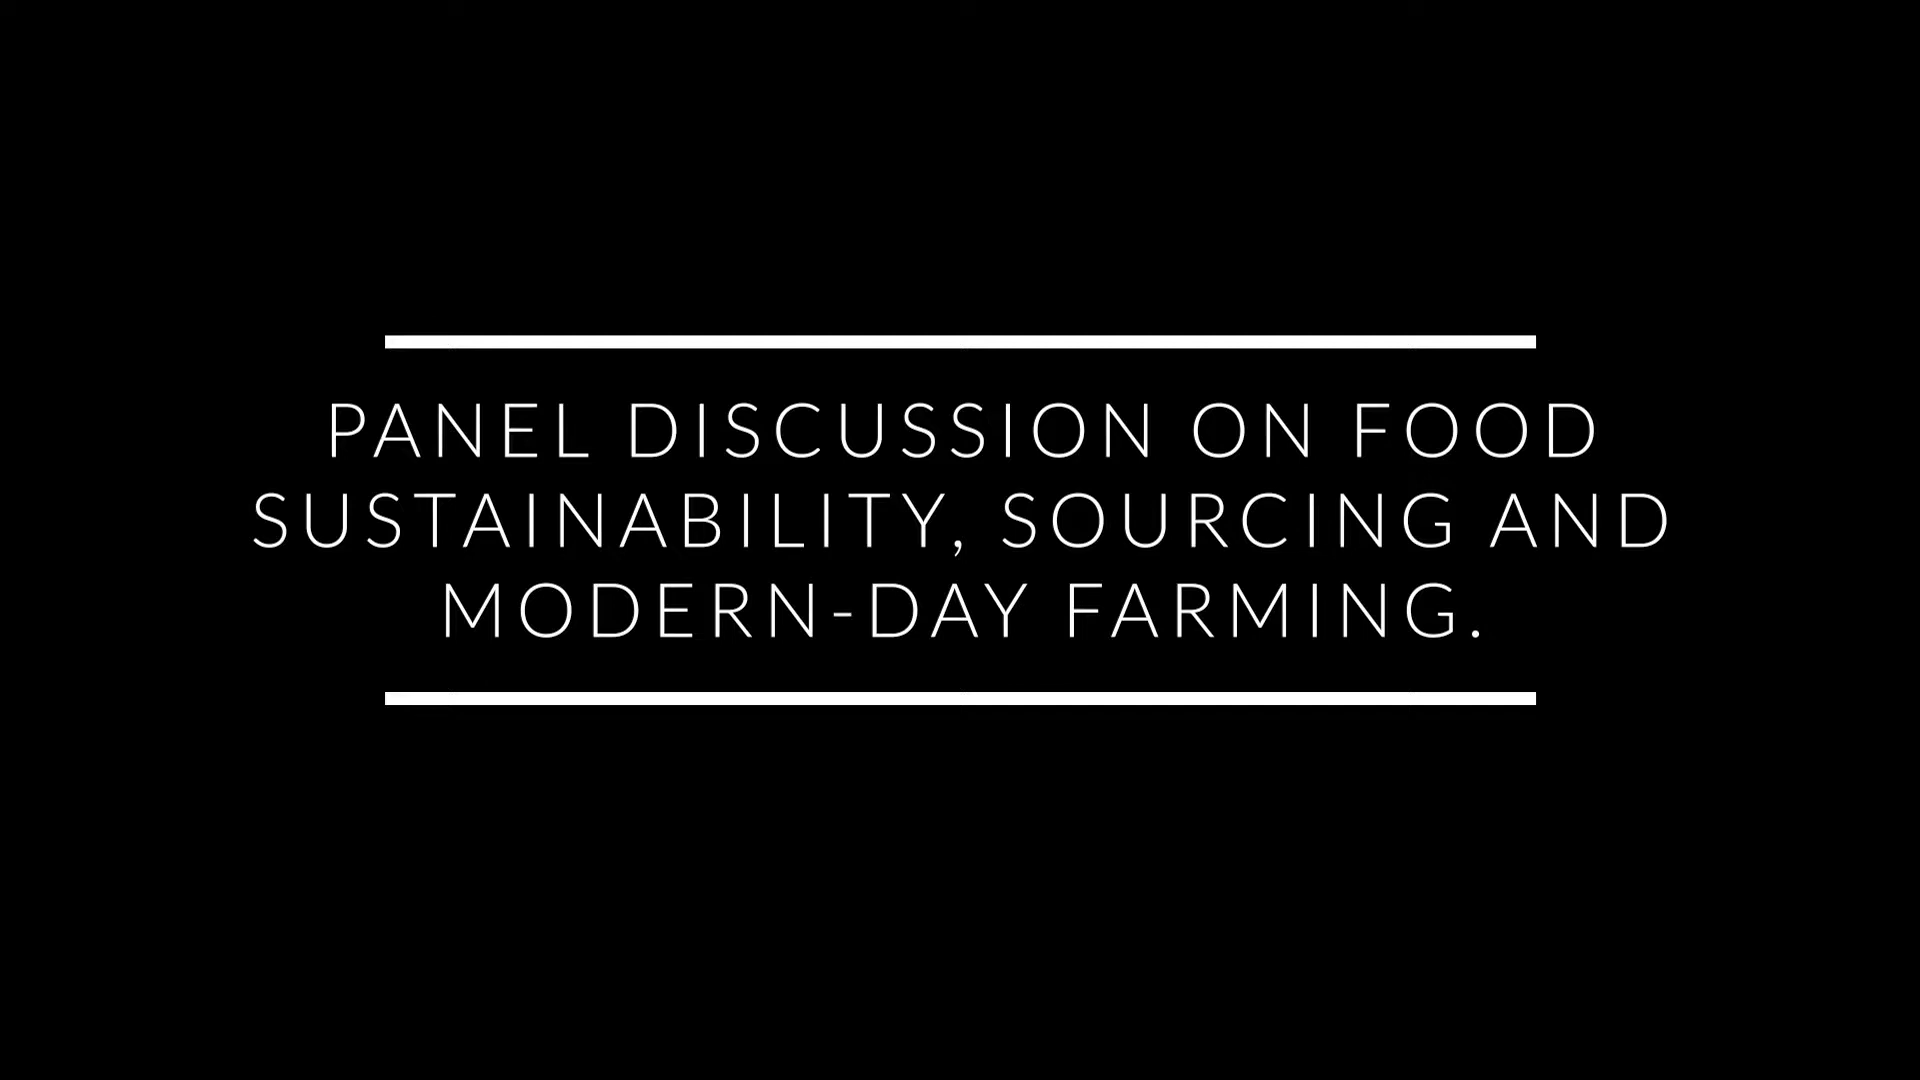 PANEL DISCUSSION ON FOOD
SUSTAINABILITY, SOURCING AND
MODERN-DAY FARMING.